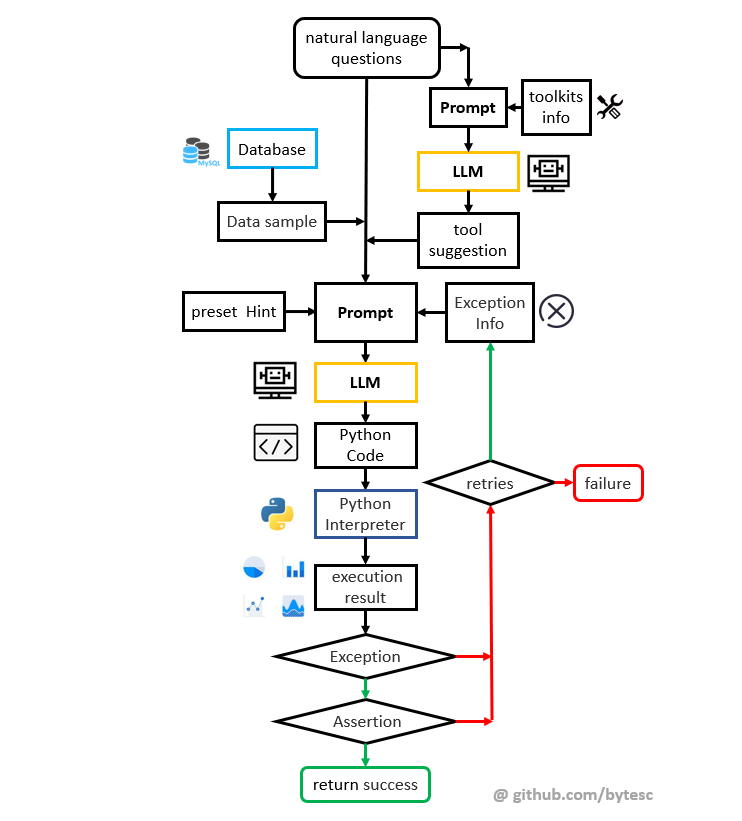 natural language
questions
Prompt
toolkits
info
MySQL
Database
LLM
Data sample
tool
suggestion
preset Hint
Prompt
Exception
Info
LLM
</>
Python
Code
retries
failure
Python
Interpreter
execution
result
Exception
Assertion
return success
@ github.com/bytesc